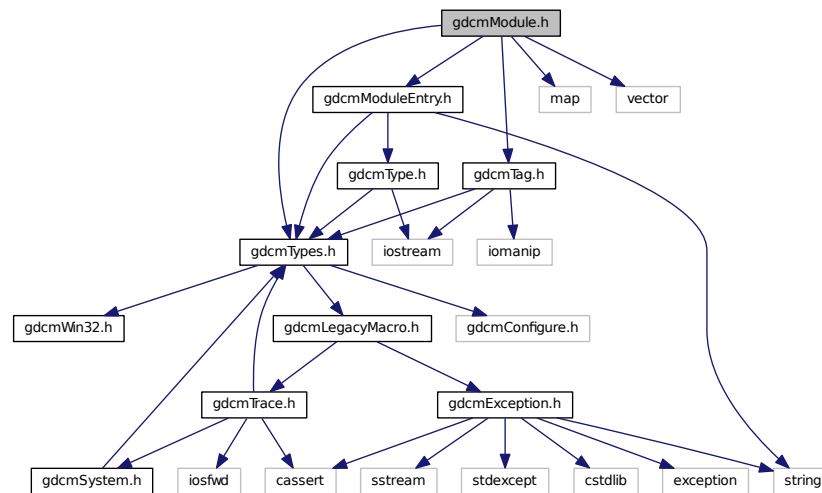 gdcmModule.h
gdcmModuleEntry.h
map
vector
gdcmType.h
gdcmTag.h
gdcmTypes.h
iostream
iomanip
gdcmWin32.h
gdcmLegacyMacro.h
gdcmConfigure.h
gdcmTrace.h
gdcmException.h
gdcmSystem.h
iosfwd
cassert
sstream
stdexcept
cstdlib
exception
string